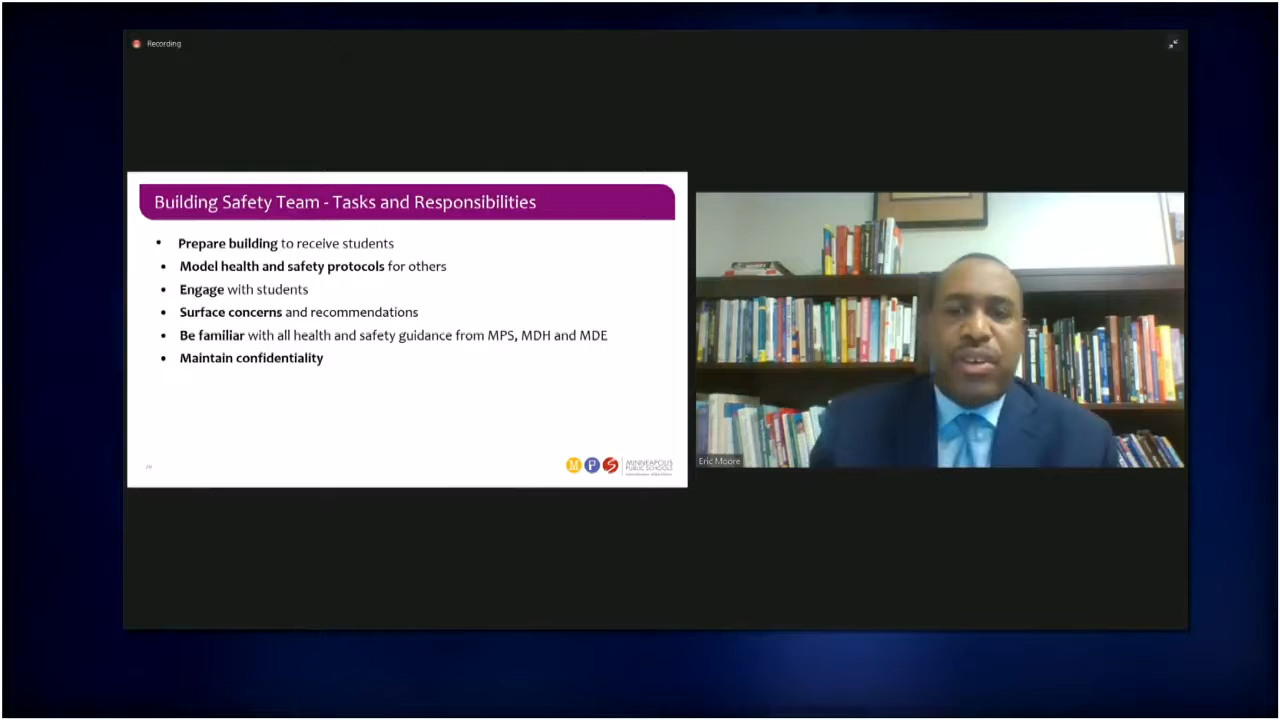 Recording
Building Safety Team - Tasks and Responsibilities
• Prepare building to receive students
• Model health and safety protocols for others
• Engage with students
• Surface concerns and recommendations
• Be familiar with all health and safety guidance from MPS, MDH and MDE
• Maintain confidentiality
M P S
MINNEAPOLIS
PUBLIC SCHOOLS
Eric Moore